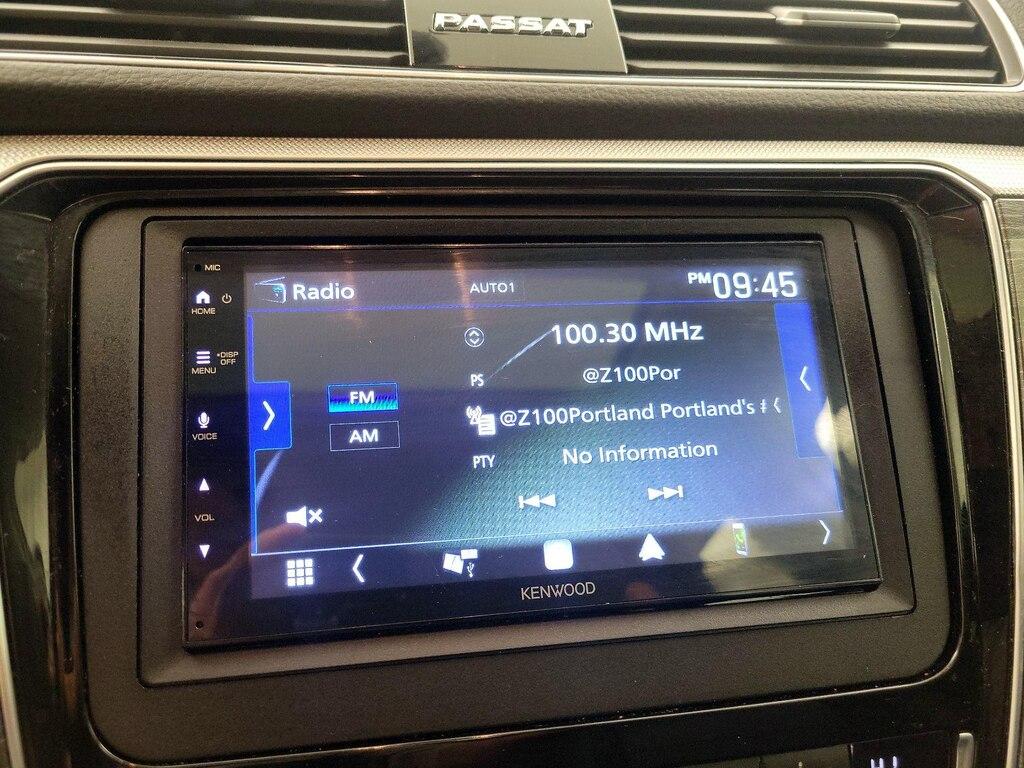 PASSAT
MIC
Radio
AUTO1
PM 09:45
HOME
100.30 MHz
DISP OFF
MENU
PS
@Z100Por
FM
@Z100Portland Portland's #
VOICE
AM
PTY
No Information
VOL
KENWOOD